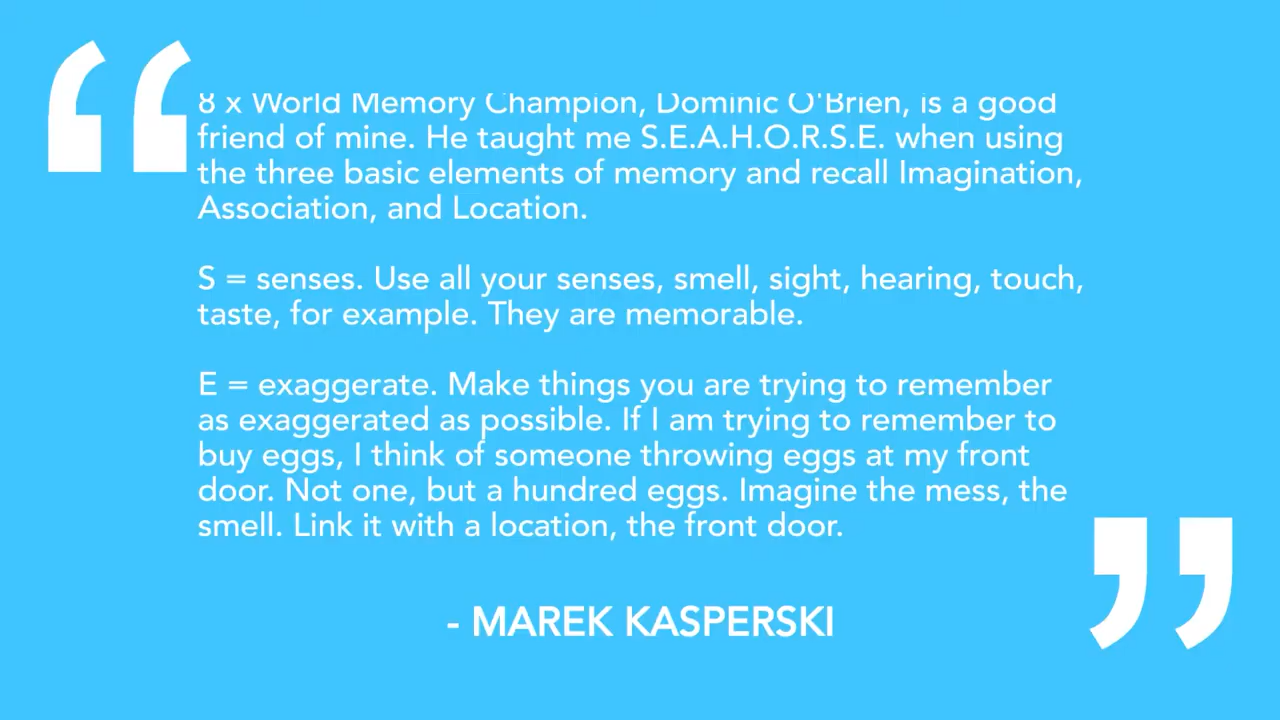 8 x World Memory Champion, Dominic O'Brien, is a good
friend of mine. He taught me S.E.A.H.O.R.S.E. when using
the three basic elements of memory and recall Imagination,
Association, and Location.
S = senses. Use all your senses, smell, sight, hearing, touch,
taste, for example. They are memorable.
E = exaggerate. Make things you are trying to remember
as exaggerated as possible. If I am trying to remember to
buy eggs, I think of someone throwing eggs at my front
door. Not one, but a hundred eggs. Imagine the mess, the
smell. Link it with a location, the front door.
- MAREK KASPERSKI